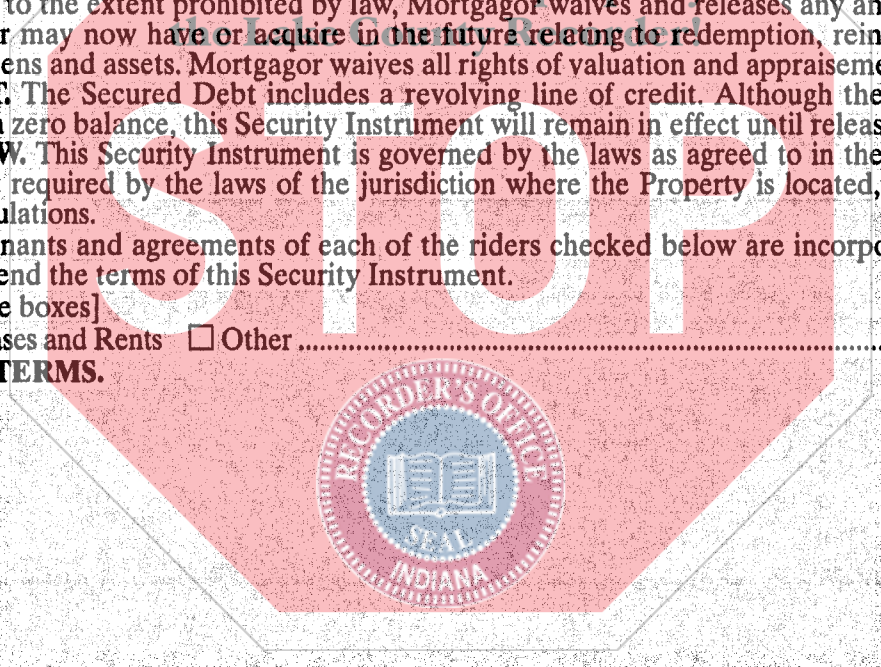 to the extent prohibited by law, Mortgagor waives and releases any
the Lake County Recorder!
r may now have or acquire in the future relating to redemption, rein
ens and assets. Mortgagor waives all rights of valuation and appraiseme
T. The Secured Debt includes a revolving line of credit. Although the
zero balance, this Security Instrument will remain in effect until releas
W. This Security Instrument is governed by the laws as agreed to in the
required by the laws of the jurisdiction where the Property is located,
ulations.
nants and agreements of each of the riders checked below are incorpo
end the terms of this Security Instrument.
e boxes]
ses and Rents ☐ Other ........................................................................
TERMS.
STOP
RECORDER'S OFFICE
SEAL
INDIANA